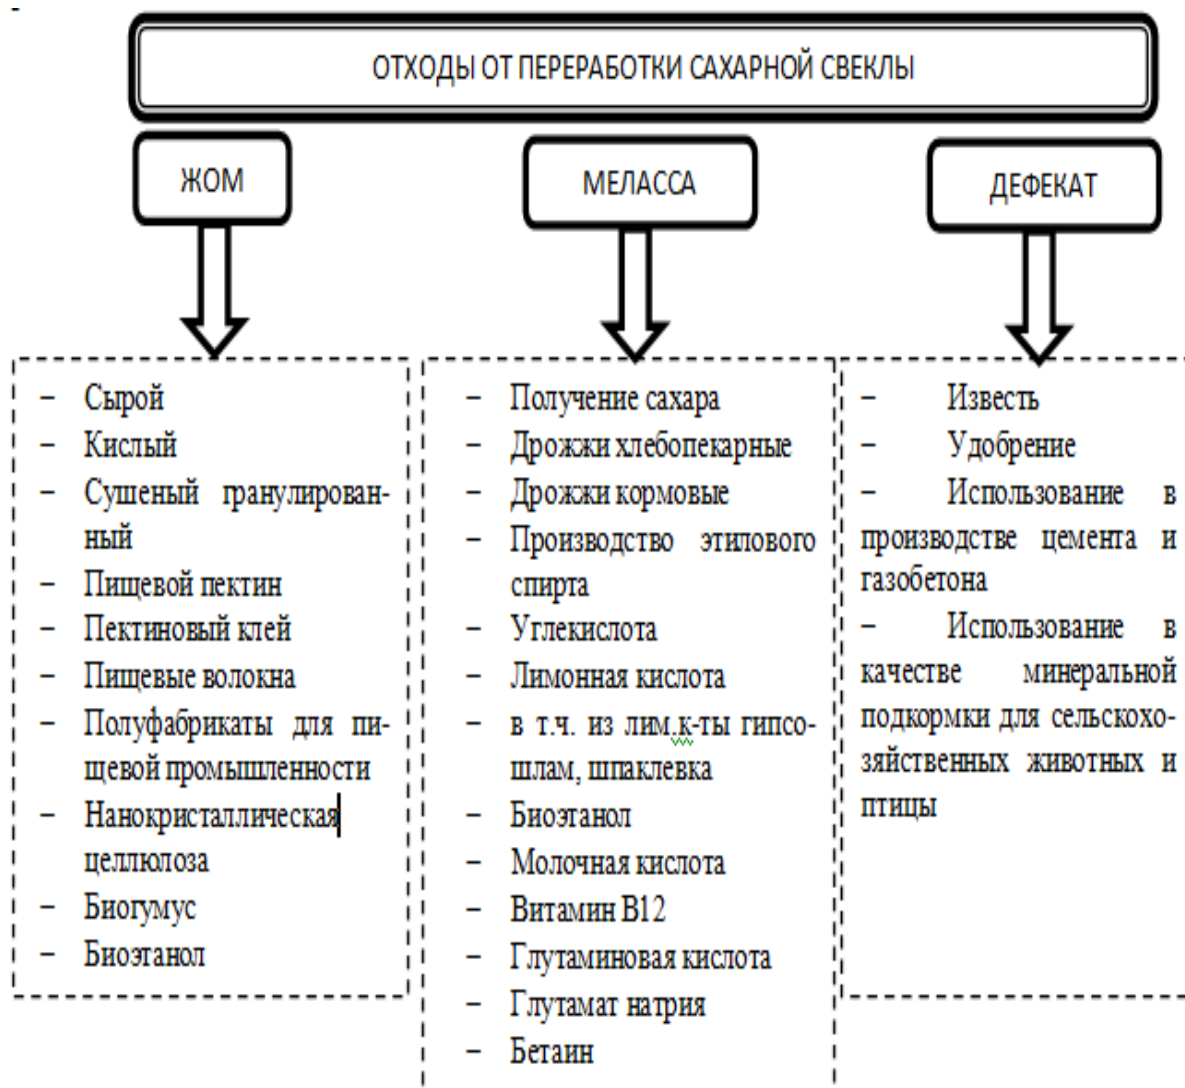 ОТХОДЫ ОТ ПЕРЕРАБОТКИ САХАРНОЙ СВЕКЛЫ
ЖОМ
– Сырой
– Кислый
– Сушеный гранулирован-
ный
– Пищевой пектин
– Пектиновый клей
– Пищевые волокна
– Полуфабрикаты для пи-
щевой промышленности
– Нанокристаллическая
целлюлоза
– Биогумус
– Биоэтанол
МЕЛАССА
– Получение сахара
– Дрожжи хлебопекарные
– Дрожжи кормовые
– Производство этилового
спирта
– Углекислота
– Лимонная кислота
– в т.ч. из лим.к-ты гипсо-
шлам, шпаклевка
– Биоэтанол
– Молочная кислота
– Витамин В12
– Глутаминовая кислота
– Глутамат натрия
– Бетаин
ДЕФЕКАТ
– Известь
– Удобрение
– Использование в
производстве цемента и
газобетона
– Использование в
качестве минеральной
подкормки для сельскохо-
зяйственных животных и
птицы